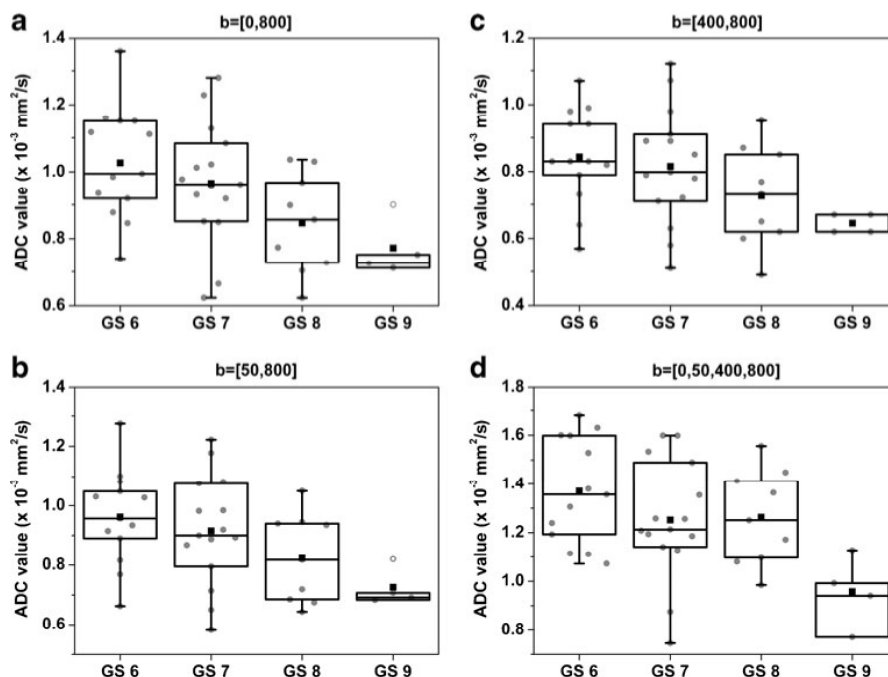 a
b=[0,800]
ADC value (x 10⁻³ mm²/s)
1.4
1.2
1.0
0.8
0.6
GS 6 GS 7 GS 8 GS 9
c
b=[400,800]
ADC value (x 10⁻³ mm²/s)
1.2
1.0
0.8
0.6
0.4
GS 6 GS 7 GS 8 GS 9
b
b=[50,800]
ADC value (x 10⁻³ mm²/s)
1.4
1.2
1.0
0.8
0.6
GS 6 GS 7 GS 8 GS 9
d
b=[0,50,400,800]
ADC value (x 10⁻³ mm²/s)
1.8
1.6
1.4
1.2
1.0
0.8
GS 6 GS 7 GS 8 GS 9